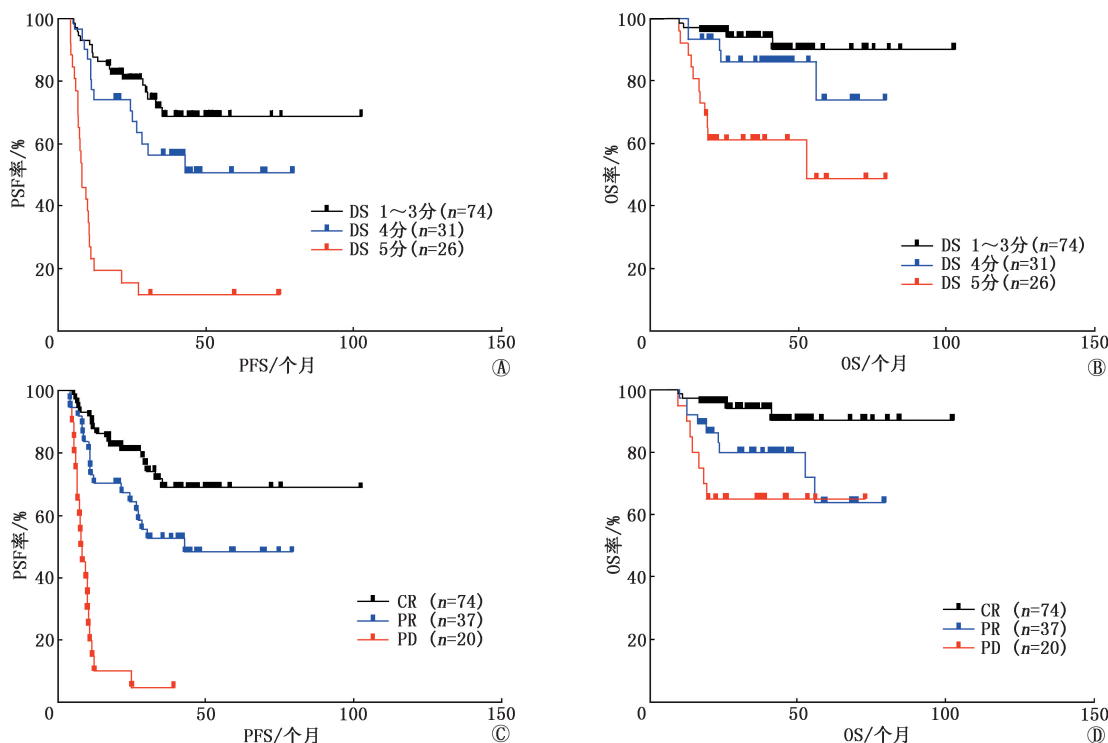 100
80
60
40
20
0
PSF率/%
DS 1～3分(n=74)
DS 4分(n=31)
DS 5分(n=26)
50
100
150
PFS/个月
Ⓐ
100
80
60
40
20
0
OS率/%
DS 1～3分(n=74)
DS 4分(n=31)
DS 5分(n=26)
50
100
150
OS/个月
Ⓑ
100
80
60
40
20
0
PSF率/%
CR (n=74)
PR (n=37)
PD (n=20)
50
100
150
PFS/个月
Ⓒ
100
80
60
40
20
0
OS率/%
CR (n=74)
PR (n=37)
PD (n=20)
50
100
150
OS/个月
Ⓓ